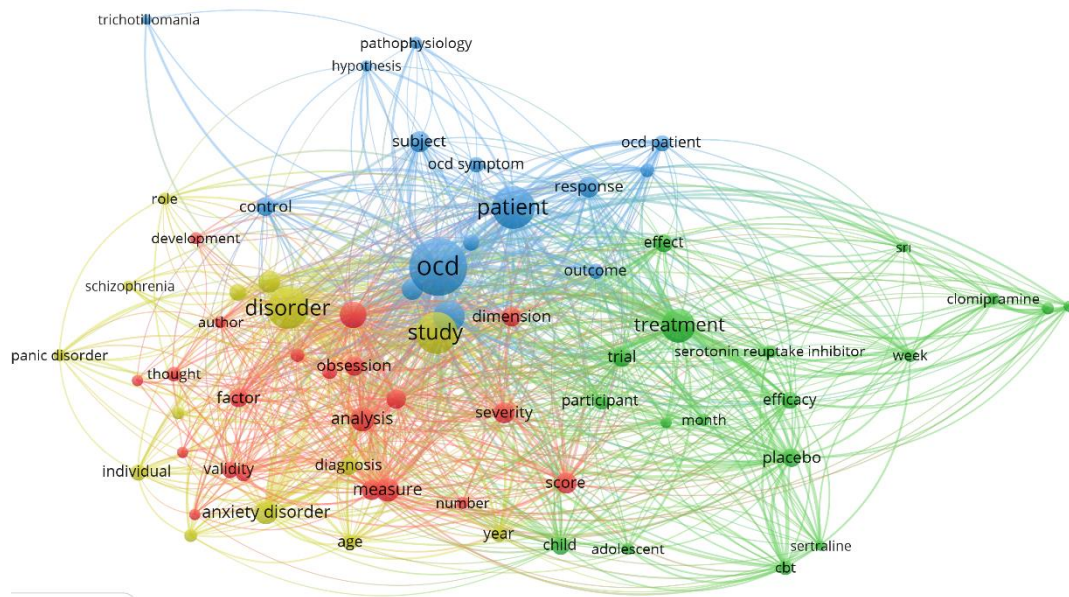 trichotillomania
pathophysiology
hypothesis
subject
ocd patient
ocd symptom
response
patient
role
control
development
effect
sri
ocd
outcome
schizophrenia
disorder
clomipramine
author
study
dimension
treatment
panic disorder
trial
serotonin reuptake inhibitor
week
thought
obsession
factor
participant
efficacy
analysis
severity
month
placebo
individual
validity
diagnosis
measure
score
number
anxiety disorder
year
age
child
adolescent
sertraline
cbt